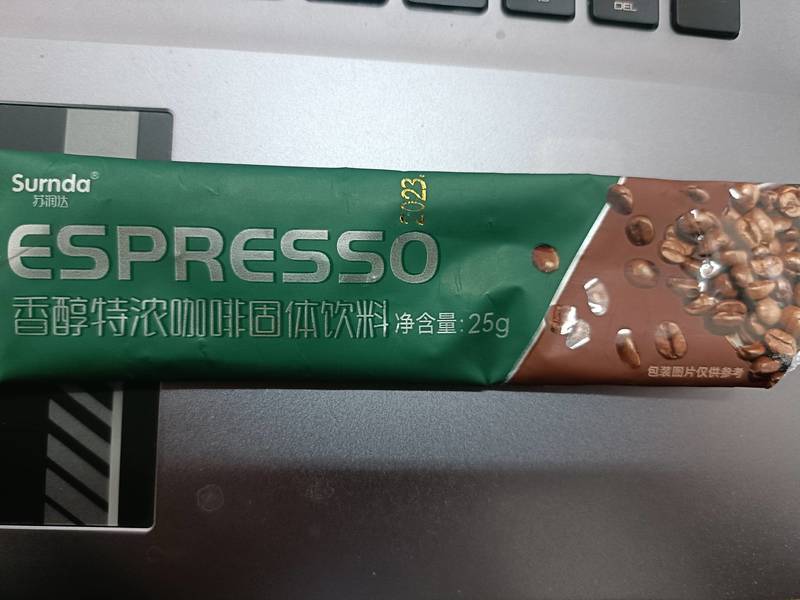 DEL
Surnda®
苏润达
2023.
ESPRESSO
香醇特浓咖啡固体饮料 净含量:25g
包装图片仅供参考